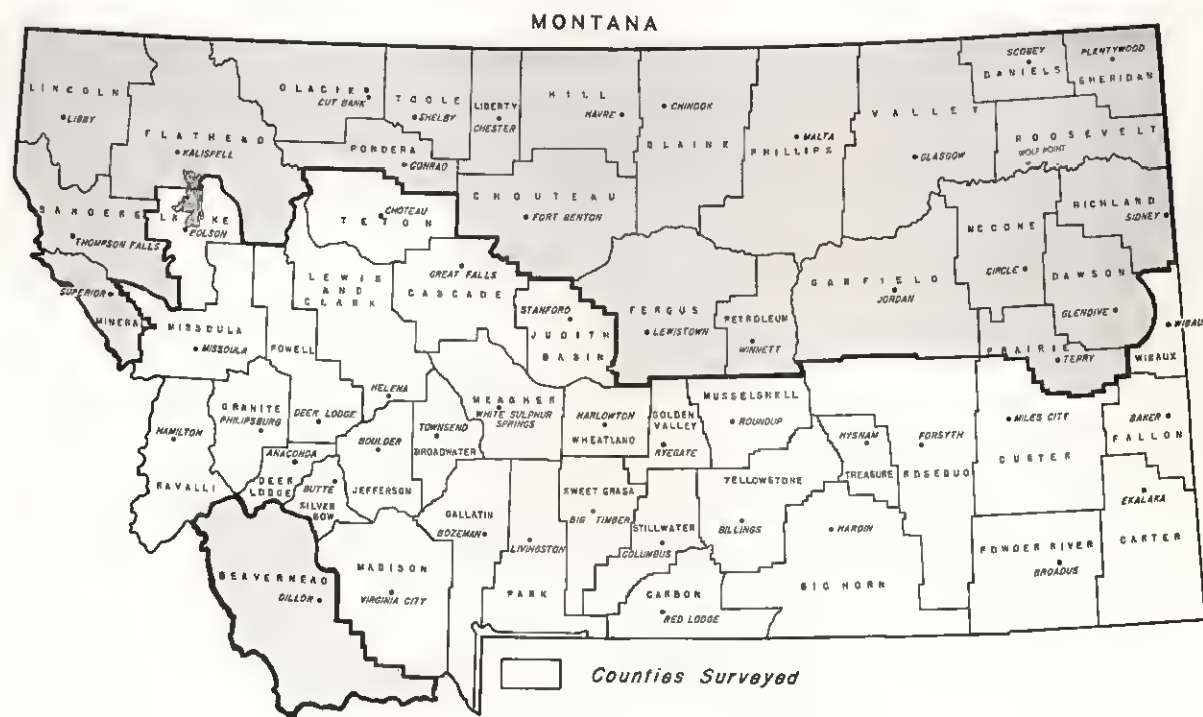 MONTANA
LINCOLN
LIBBY
FLATHEAD
KALISPELL
GLACIER
CUT BANK
TOOLE
SHELBY
PONDERA
CONRAD
LIBERTY
CHESTER
HILL
HAVRE
CHINOOK
BLAINE
MALTA
PHILLIPS
VALLEY
GLASGOW
SCOBEY
DANIELS
PLENTYWOOD
SHERIDAN
ROOSEVELT
WOLF POINT
SANDERS
THOMPSON FALLS
LAKE
POLSON
TETON
CHOTEAU
CHOUTEAU
FORT BENTON
RICHLAND
SIDNEY
MCCONE
CIRCLE
DAWSON
GLENDIVE
GARFIELD
JORDAN
SUPERIOR
MINERAL
MISSOULA
MISSOULA
POWELL
LEWIS
AND
CLARK
GREAT FALLS
CASCADE
STANFORD
JUDITH
BASIN
FERGUS
LEWISTOWN
PETROLEUM
WINNETT
PRAIRIE
TERRY
WIBAUX
WIBAUX
HAMILTON
RAVALLI
GRANITE
PHILIPSBURG
DEER LODGE
HELENA
MEAGHER
WHITE SULPHUR
SPRINGS
HARLOWTON
WHEATLAND
GOLDEN
VALLEY
RYEGATE
MUSSELSHELL
ROUNDUP
HYSHAM
TREASURE
FORSYTH
ROSEBUD
MILES CITY
CUSTER
BAKER
FALLON
ANACONDA
DEER
LODGE
BUTTE
SILVER
BOW
BOULDER
JEFFERSON
TOWNSEND
BROADWATER
GALLATIN
BOZEMAN
LIVINGSTON
PARK
SWEET GRASS
BIG TIMBER
STILLWATER
COLUMBUS
YELLOWSTONE
BILLINGS
HARDIN
BIG HORN
EKALAKA
CARTER
POWDER RIVER
BROADUS
BEAVERHEAD
DILLON
MADISON
VIRGINIA CITY
CARBON
RED LODGE
Counties Surveyed